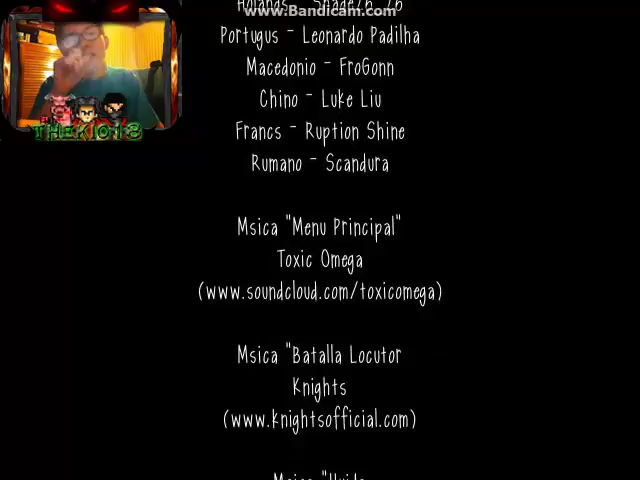 www.Bandicam.com
Portugus - Leonardo Padilha
Macedonio - FroGonn
Chino - Luke Liu
Francs - Ruption Shine
Rumano - Scandura
THEKIO13
Msica "Menu Principal"
Toxic Omega
(www.soundcloud.com/toxicomega)
Msica "Batalla Locutor
Knights
(www.knightsofficial.com)